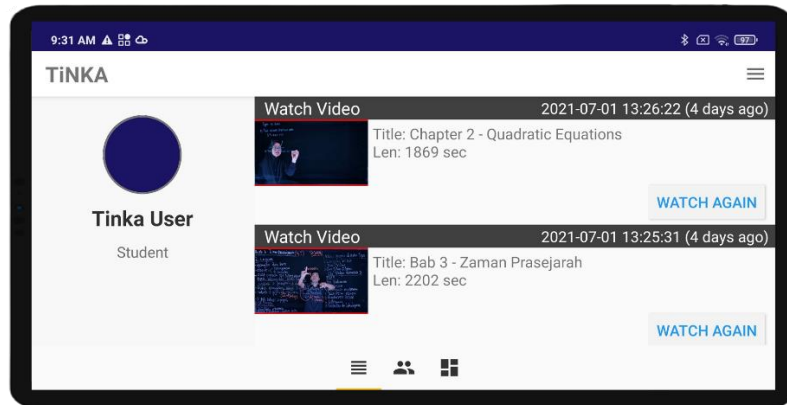 9:31 AM
97
TiNKA
Tinka User
Student
Watch Video 2021-07-01 13:26:22 (4 days ago)
Title: Chapter 2 - Quadratic Equations
Len: 1869 sec
WATCH AGAIN
Watch Video 2021-07-01 13:25:31 (4 days ago)
Title: Bab 3 - Zaman Prasejarah
Len: 2202 sec
WATCH AGAIN